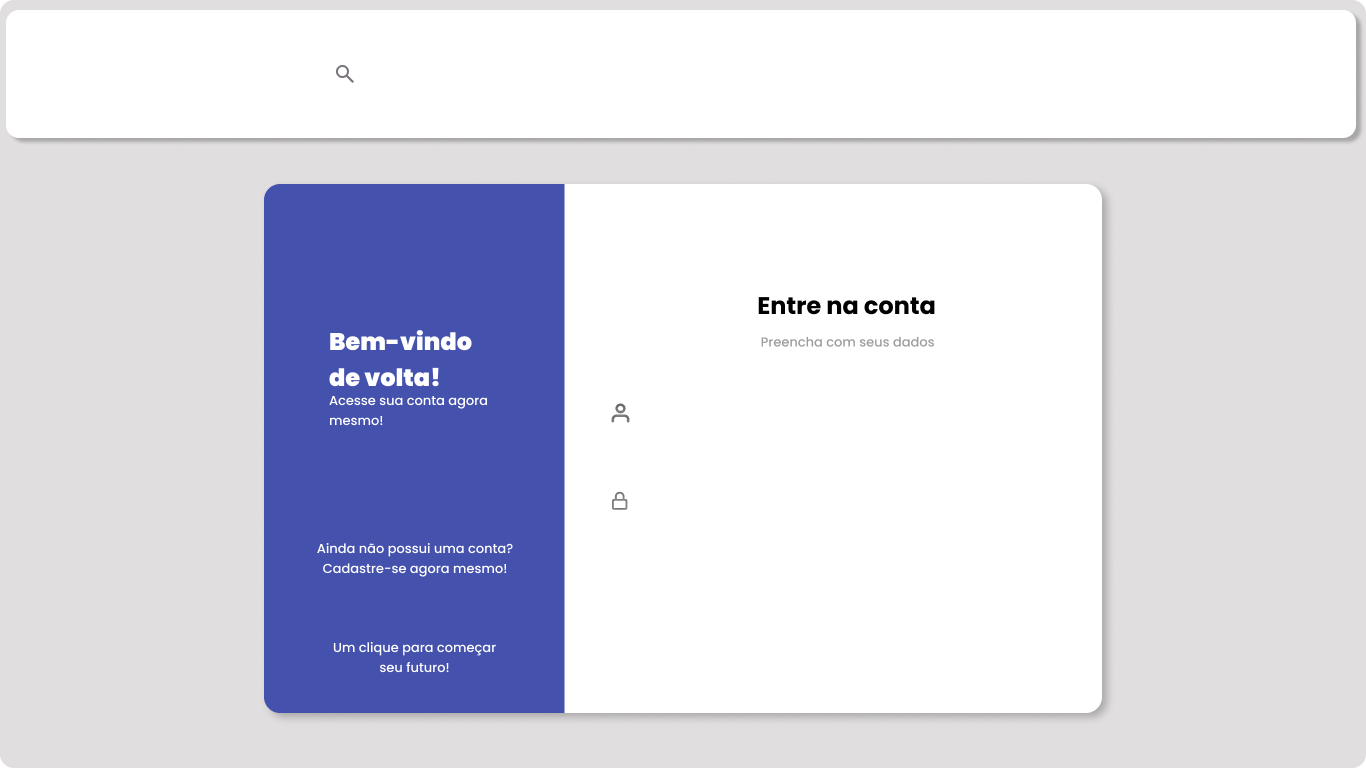 Bem-vindo
de volta!
Acesse sua conta agora
mesmo!
Ainda não possui uma conta?
Cadastre-se agora mesmo!
Um clique para começar
seu futuro!
Entre na conta
Preencha com seus dados